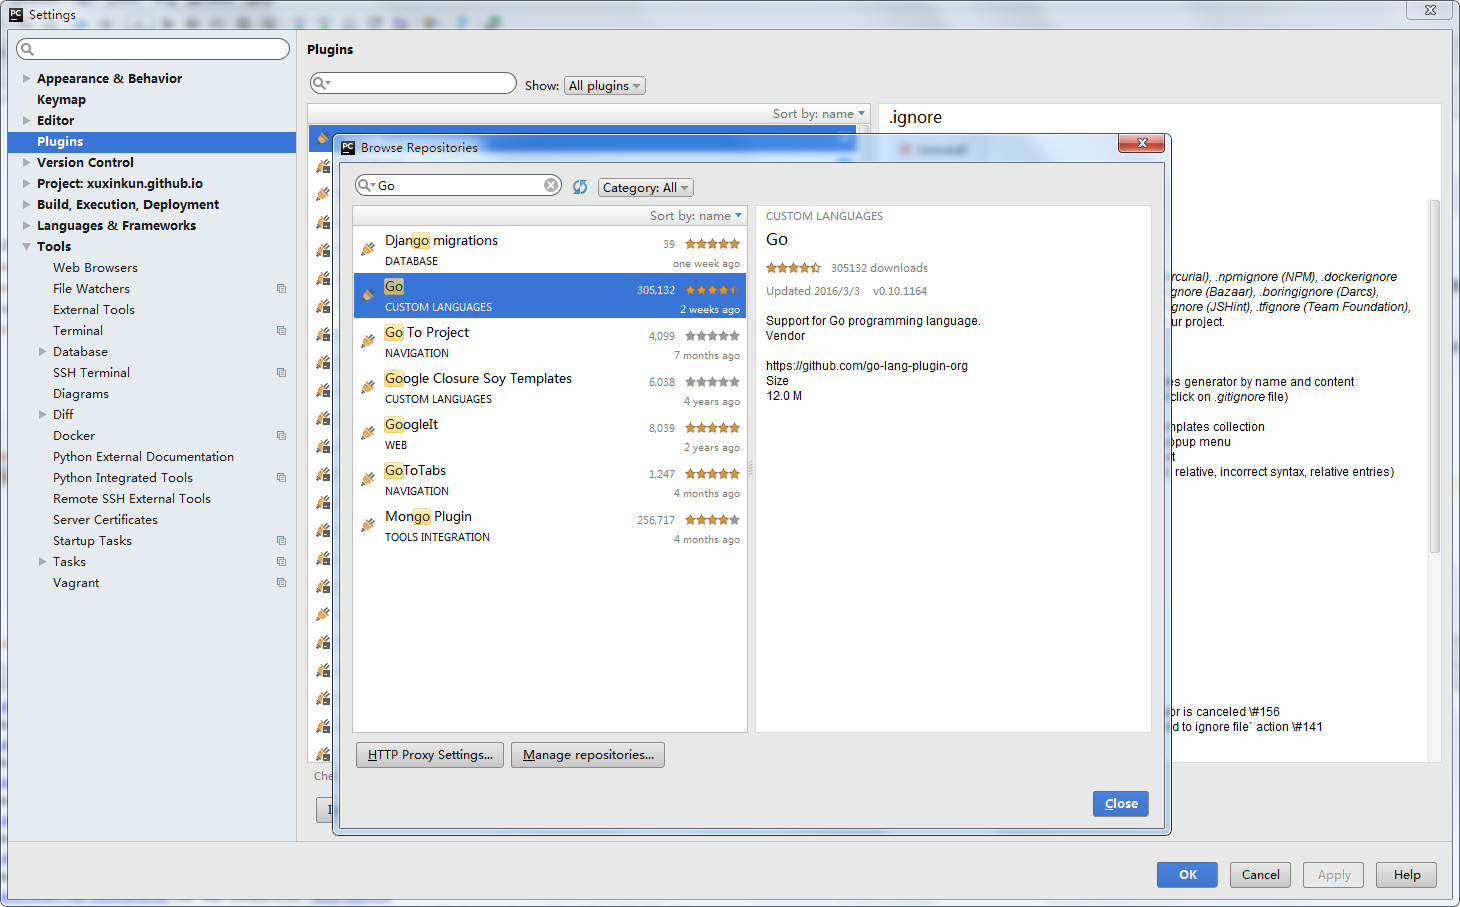 PC Settings
Appearance & Behavior
Keymap
Editor
Plugins
Version Control
Project: xuxinkun.github.io
Build, Execution, Deployment
Languages & Frameworks
Tools
Web Browsers
File Watchers
External Tools
Terminal
Database
SSH Terminal
Diagrams
Diff
Docker
Python External Documentation
Python Integrated Tools
Remote SSH External Tools
Server Certificates
Startup Tasks
Tasks
Vagrant
Plugins
Show: All plugins
Sort by: name
.ignore
Uninstall
PC Browse Repositories
Go
Category: All
Sort by: name
Django migrations 39
DATABASE one week ago
Go 305,132
CUSTOM LANGUAGES 2 weeks ago
Go To Project 4,099
NAVIGATION 7 months ago
Google Closure Soy Templates 6,038
CUSTOM LANGUAGES 4 years ago
GoogleIt 8,039
WEB 2 years ago
GoToTabs 1,247
NAVIGATION 4 months ago
Mongo Plugin 256,717
TOOLS INTEGRATION 4 months ago
CUSTOM LANGUAGES
Go
305132 downloads
Updated 2016/3/3 v0.10.1164
Support for Go programming language.
Vendor
https://github.com/go-lang-plugin-org
Size
12.0 M
HTTP Proxy Settings...
Manage repositories...
Close
rcurial), .npmignore (NPM), .dockerignore
gnore (Bazaar), .boringignore (Darcs),
gnore (JSHint), .tfignore (Team Foundation),
ur project.
es generator by name and content
click on .gitignore file)
mplates collection
opup menu
t
relative, incorrect syntax, relative entries)
or is canceled \#156
d to ignore file` action \#141
Che
I
OK
Cancel
Apply
Help